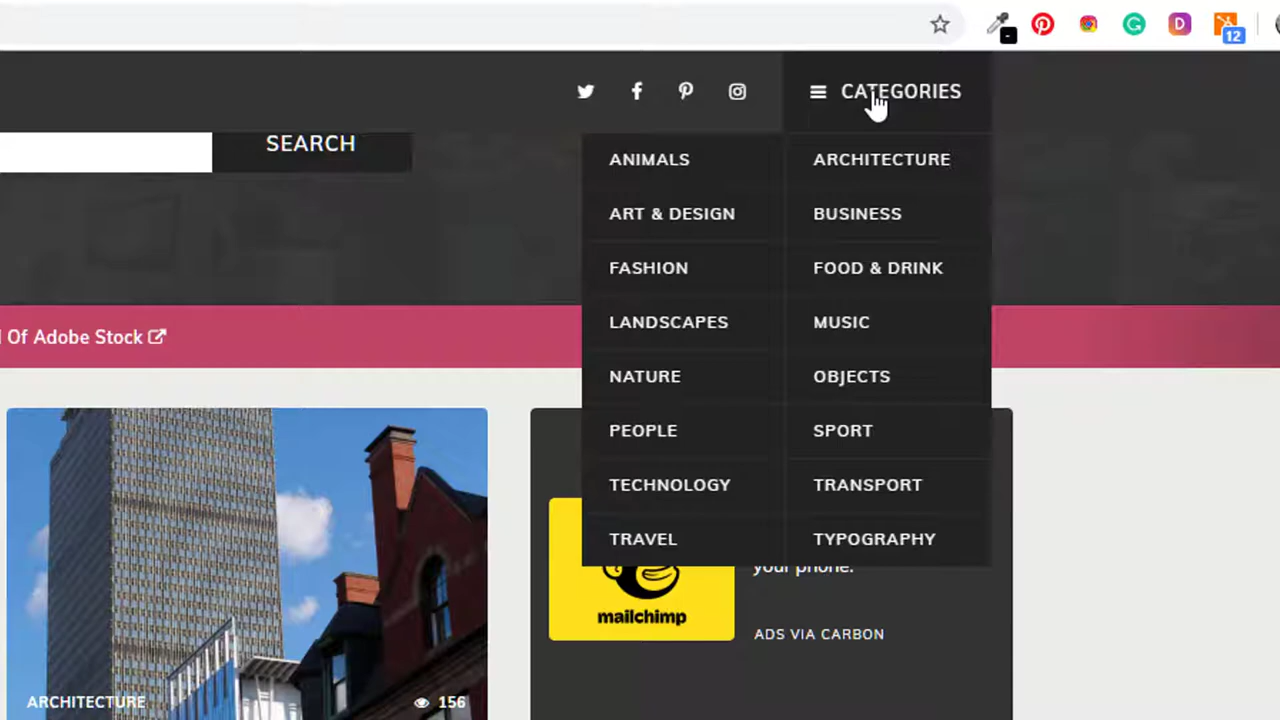 12
CATEGORIES
SEARCH
ANIMALS ARCHITECTURE
ART & DESIGN BUSINESS
FASHION FOOD & DRINK
LANDSCAPES MUSIC
Of Adobe Stock
NATURE OBJECTS
PEOPLE SPORT
TECHNOLOGY TRANSPORT
TRAVEL TYPOGRAPHY
your phone.
mailchimp
ADS VIA CARBON
ARCHITECTURE 156